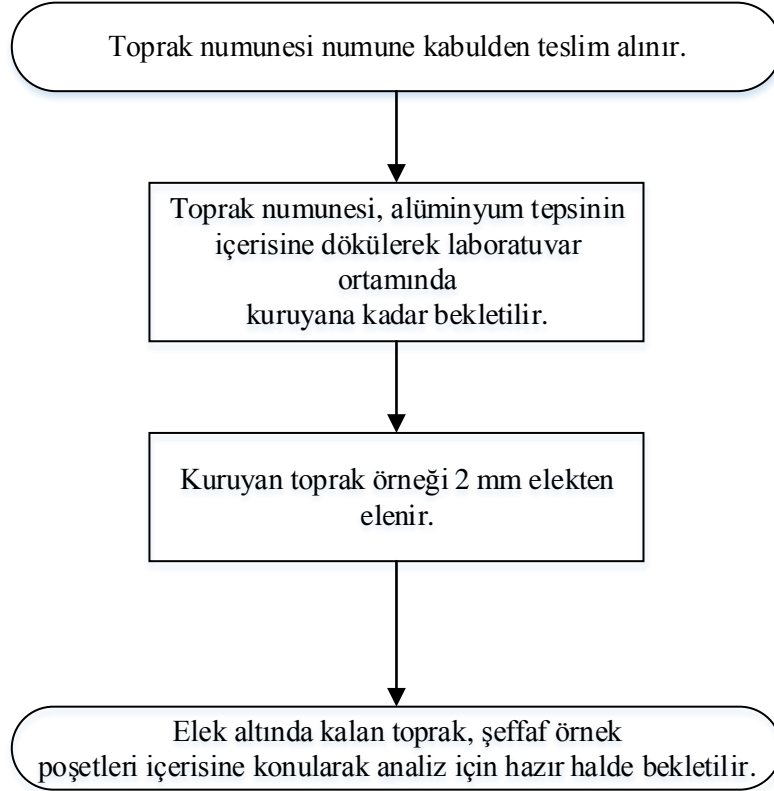 Toprak numunesi numune kabulden teslim alınır.
Toprak numunesi, alüminyum tepsinin
içerisine dökülerek laboratuvar
ortamında
kuruyana kadar bekletilir.
Kuruyan toprak örneği 2 mm elekten
elenir.
Elek altında kalan toprak, şeffaf örnek
poşetleri içerisine konularak analiz için hazır halde bekletilir.